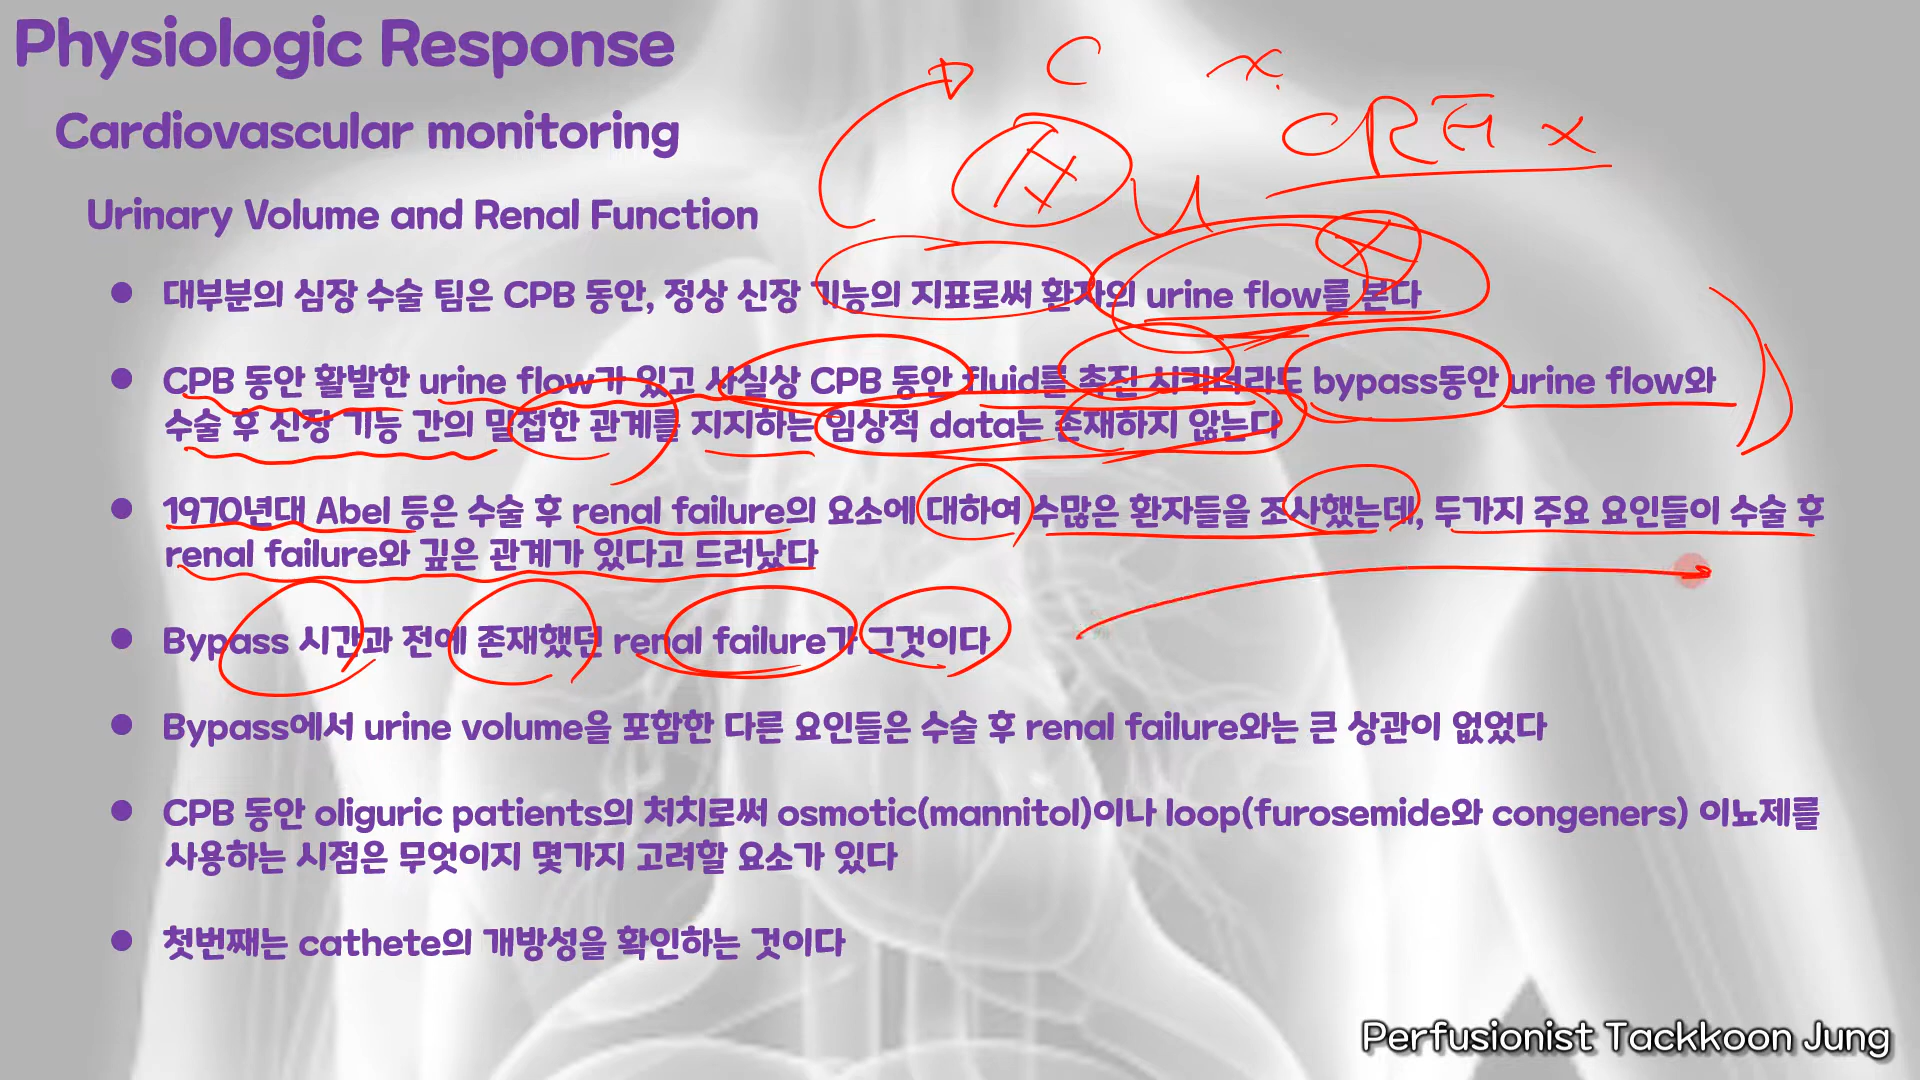 Physiologic Response
Cardiovascular monitoring
Urinary Volume and Renal Function
대부분의 심장 수술 팀은 CPB 동안, 정상 신장 기능의 지표로써 환자의 urine flow를 본다
CPB 동안 활발한 urine flow가 있고 사실상 CPB 동안 fluid를 촉진 시키더라도 bypass동안 urine flow와
수술 후 신장 기능 간의 밀접한 관계를 지지하는 임상적 data는 존재하지 않는다
1970년대 Abel 등은 수술 후 renal failure의 요소에 대하여 수많은 환자들을 조사했는데, 두가지 주요 요인들이 수술 후
renal failure와 깊은 관계가 있다고 드러났다
Bypass 시간과 전에 존재했던 renal failure가 그것이다
Bypass에서 urine volume을 포함한 다른 요인들은 수술 후 renal failure와는 큰 상관이 없었다
CPB 동안 oliguric patients의 처치로써 osmotic(mannitol)이나 loop(furosemide와 congeners) 이뇨제를
사용하는 시점은 무엇이지 몇가지 고려할 요소가 있다
첫번째는 cathete의 개방성을 확인하는 것이다
Perfusionist Tackkoon Jung